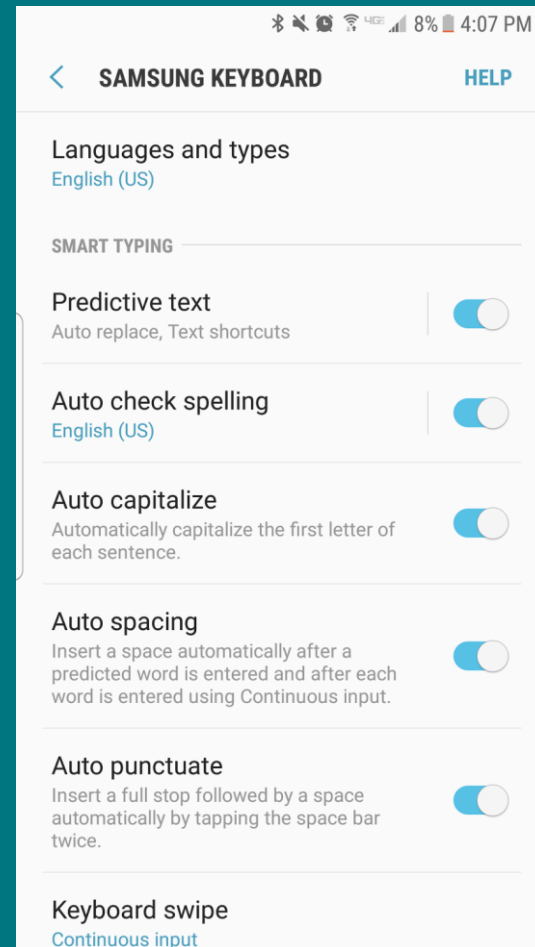 4GE 8% 4:07 PM
SAMSUNG KEYBOARD HELP
Languages and types
English (US)
SMART TYPING
Predictive text
Auto replace, Text shortcuts
Auto check spelling
English (US)
Auto capitalize
Automatically capitalize the first letter of
each sentence.
Auto spacing
Insert a space automatically after a
predicted word is entered and after each
word is entered using Continuous input.
Auto punctuate
Insert a full stop followed by a space
automatically by tapping the space bar
twice.
Keyboard swipe
Continuous input